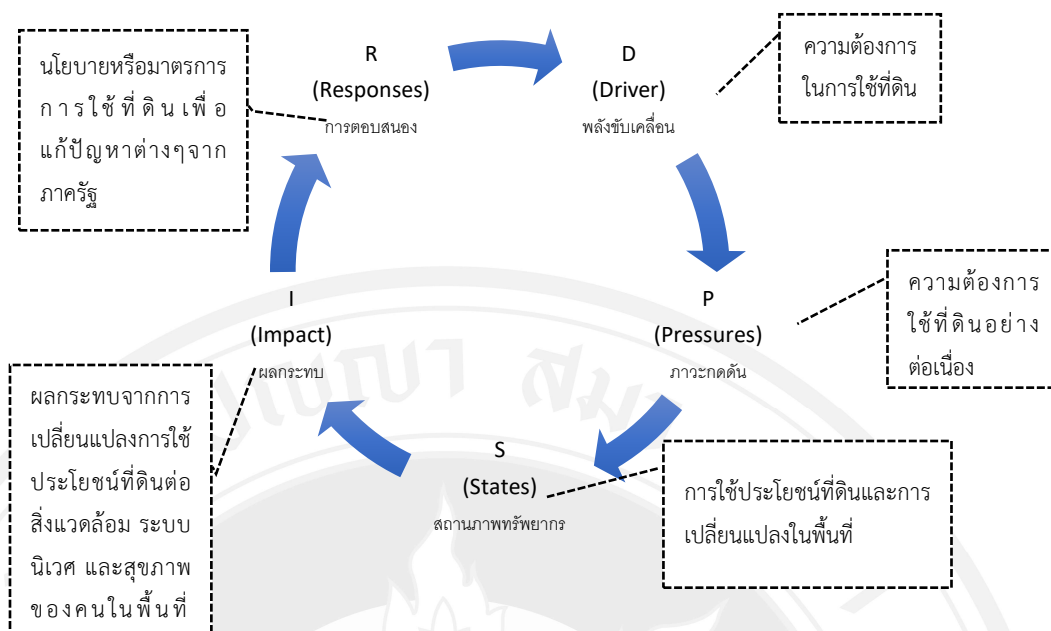 R
(Responses)
การตอบสนอง
นโยบายหรือมาตรการ
การใช้ที่ดินเพื่อ
แก้ปัญหาต่างๆจาก
ภาครัฐ
D
(Driver)
พลังขับเคลื่อน
ความต้องการ
ในการใช้ที่ดิน
P
(Pressures)
ภาวะกดดัน
ความต้องการ
ใช้ที่ดินอย่าง
ต่อเนื่อง
S
(States)
สถานภาพทรัพยากร
การใช้ประโยชน์ที่ดินและการ
เปลี่ยนแปลงในพื้นที่
I
(Impact)
ผลกระทบ
ผลกระทบจากการ
เปลี่ยนแปลงการใช้
ประโยชน์ที่ดินต่อ
สิ่งแวดล้อม ระบบ
นิเวศ และสุขภาพ
ของคนในพื้นที่